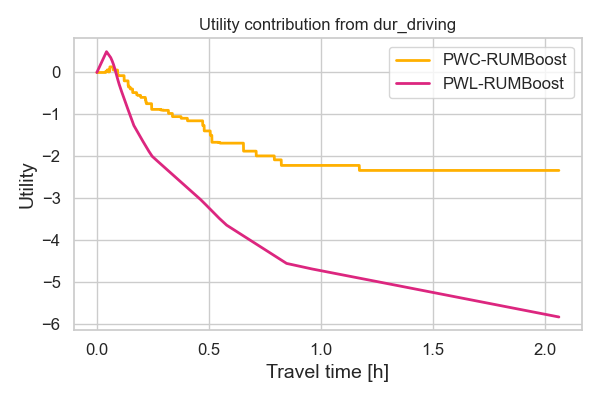 Utility contribution from dur_driving
PWC-RUMBoost
PWL-RUMBoost
Utility
0
−1
−2
−3
−4
−5
−6
0.0 0.5 1.0 1.5 2.0
Travel time [h]